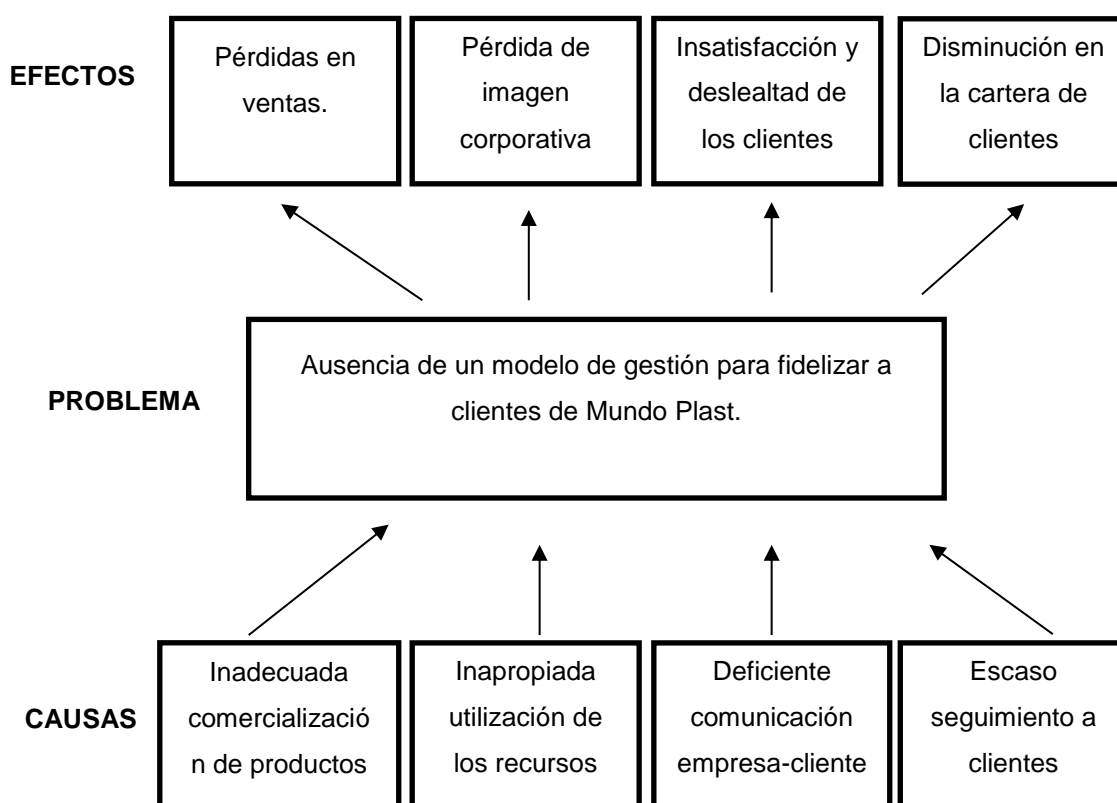 EFECTOS
Pérdidas en
ventas.
Pérdida de
imagen
corporativa
Insatisfacción y
deslealtad de
los clientes
Disminución en
la cartera de
clientes
PROBLEMA
Ausencia de un modelo de gestión para fidelizar a
clientes de Mundo Plast.
CAUSAS
Inadecuada
comercializació
n de productos
Inapropiada
utilización de
los recursos
Deficiente
comunicación
empresa-cliente
Escaso
seguimiento a
clientes